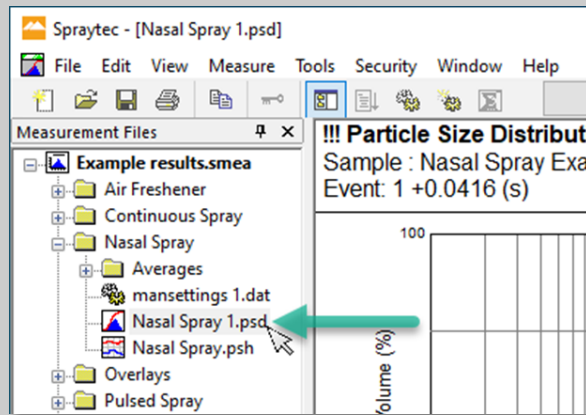 Spraytec - [Nasal Spray 1.psd]
File Edit View Measure Tools Security Window Help
Measurement Files
Example results.smea
Air Freshener
Continuous Spray
Nasal Spray
Averages
mansettings 1.dat
Nasal Spray 1.psd
Nasal Spray.psh
Overlays
Pulsed Spray
!!! Particle Size Distribut
Sample : Nasal Spray Exa
Event: 1 +0.0416 (s)
100
Volume (%)